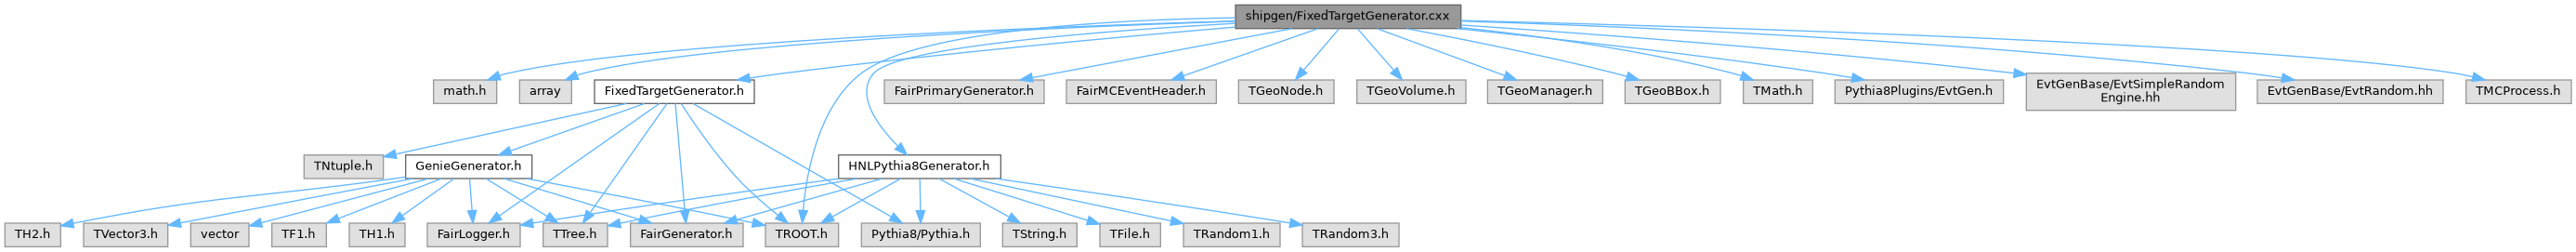 shipgen/FixedTargetGenerator.cxx
math.h
array
FixedTargetGenerator.h
FairPrimaryGenerator.h
FairMCEventHeader.h
TGeoNode.h
TGeoVolume.h
TGeoManager.h
TGeoBBox.h
TMath.h
Pythia8Plugins/EvtGen.h
EvtGenBase/EvtSimpleRandom
Engine.hh
EvtGenBase/EvtRandom.hh
TMCProcess.h
TNtuple.h
GenieGenerator.h
HNLPythia8Generator.h
TH2.h
TVector3.h
vector
TF1.h
TH1.h
FairLogger.h
TTree.h
FairGenerator.h
TROOT.h
Pythia8/Pythia.h
TString.h
TFile.h
TRandom1.h
TRandom3.h